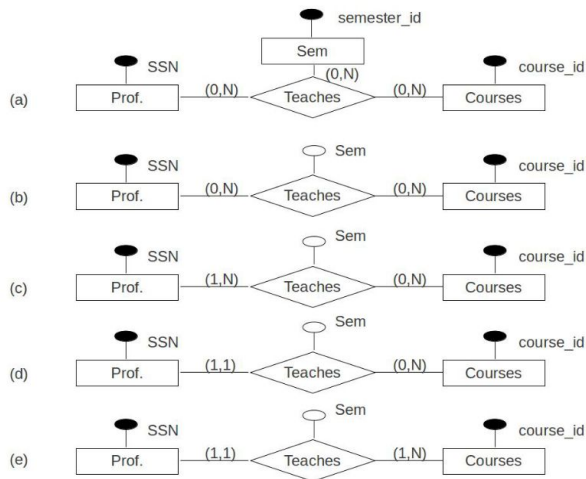 semester_id
Sem
SSN (0,N) course_id
(a) Prof. (0,N) Teaches (0,N) Courses
Sem
SSN course_id
(b) Prof. (0,N) Teaches (0,N) Courses
Sem
SSN course_id
(c) Prof. (1,N) Teaches (0,N) Courses
Sem
SSN course_id
(d) Prof. (1,1) Teaches (0,N) Courses
Sem
SSN course_id
(e) Prof. (1,1) Teaches (1,N) Courses